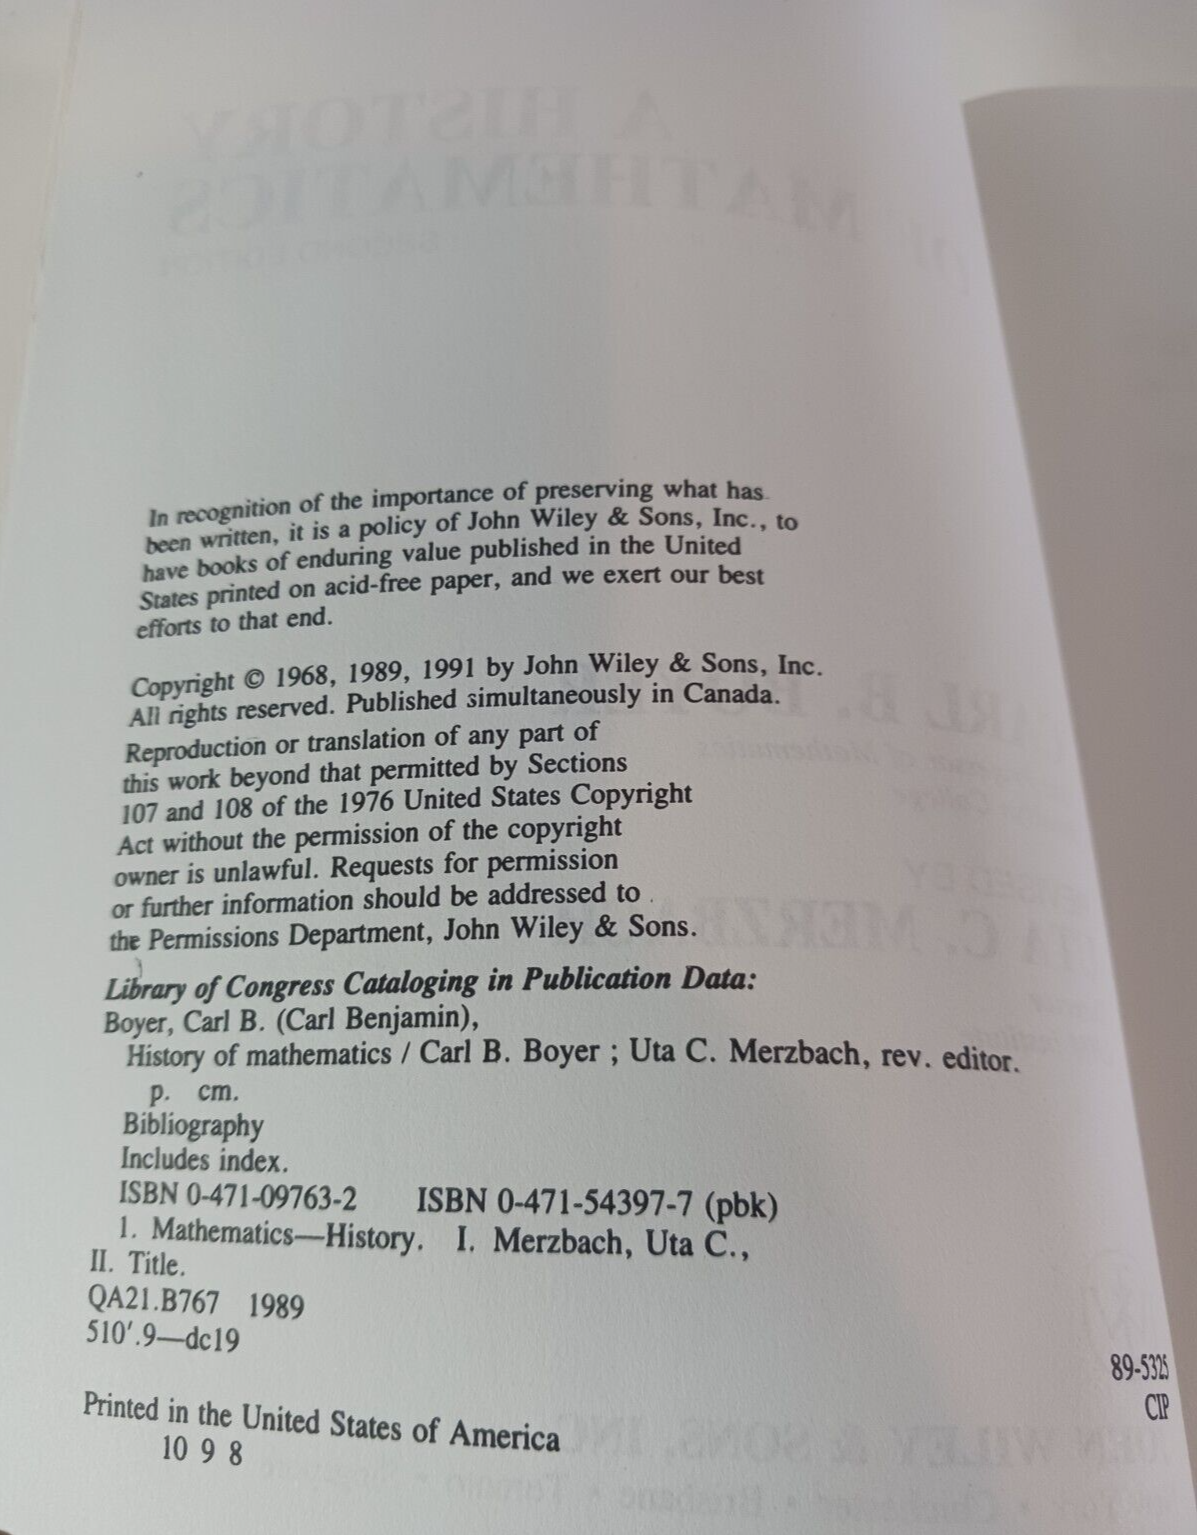 In recognition of the importance of preserving what has
been written, it is a policy of John Wiley & Sons, Inc., to
have books of enduring value published in the United
States printed on acid-free paper, and we exert our best
efforts to that end.
Copyright © 1968, 1989, 1991 by John Wiley & Sons, Inc.
All rights reserved. Published simultaneously in Canada.
Reproduction or translation of any part of
this work beyond that permitted by Sections
107 and 108 of the 1976 United States Copyright
Act without the permission of the copyright
owner is unlawful. Requests for permission
or further information should be addressed to
the Permissions Department, John Wiley & Sons.
Library of Congress Cataloging in Publication Data:
Boyer, Carl B. (Carl Benjamin),
History of mathematics / Carl B. Boyer ; Uta C. Merzbach, rev. editor.
p. cm.
Bibliography
Includes index.
ISBN 0-471-09763-2 ISBN 0-471-54397-7 (pbk)
1. Mathematics—History. I. Merzbach, Uta C.,
II. Title.
QA21.B767 1989
510'.9—dc19
89-5325
CIP
Printed in the United States of America
10 9 8